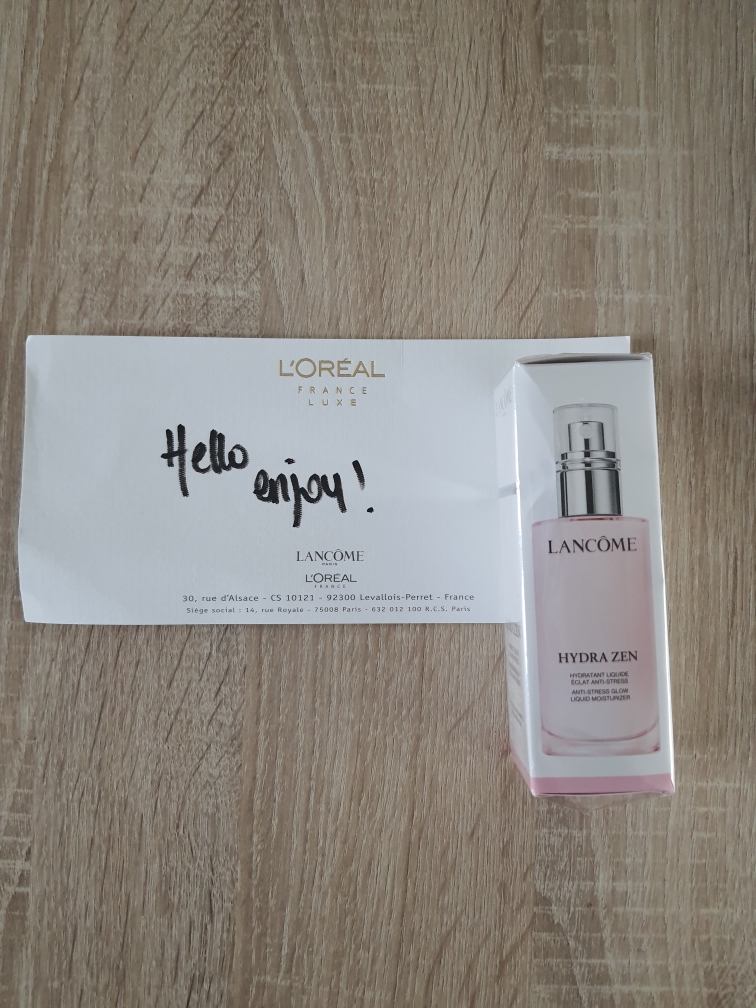 L'ORÉAL
FRANCE
LUXE
Hello
enjoy!
LANCÔME
PARIS
L'ORÉAL
FRANCE
30, rue d'Alsace - CS 10121 - 92300 Levallois-Perret - France
Siège social : 14, rue Royale - 75008 Paris - 632 012 100 R.C.S. Paris
LANCÔME
HYDRA ZEN
HYDRATANT LIQUIDE
ÉCLAT ANTI-STRESS
ANTI-STRESS GLOW
LIQUID MOISTURIZER